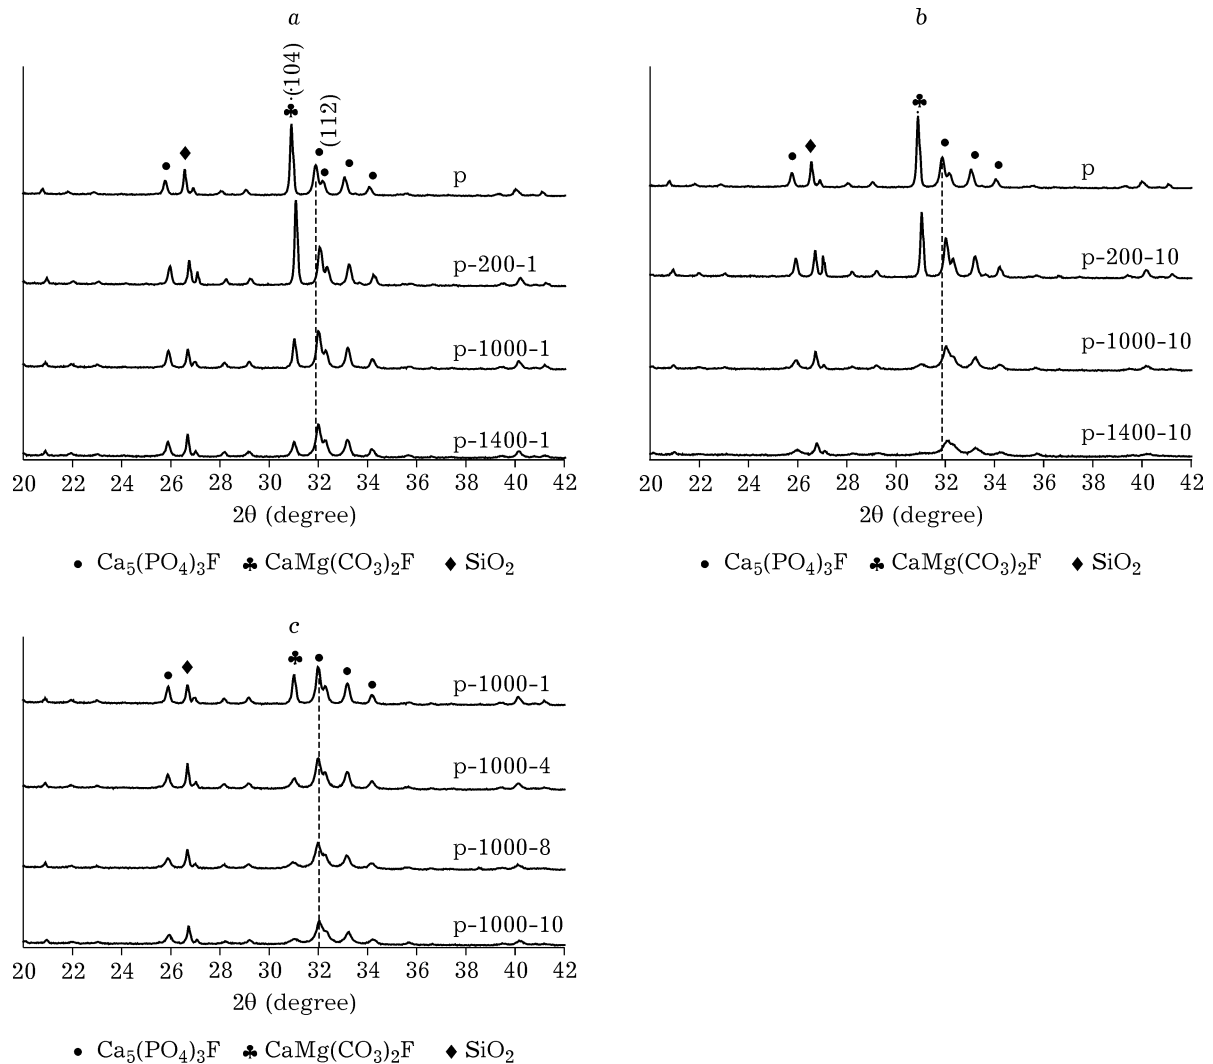 a
(104)
(112)
p
p-200-1
p-1000-1
p-1400-1
20 22 24 26 28 30 32 34 36 38 40 42
2θ (degree)
• Ca₅(PO₄)₃F ♣ CaMg(CO₃)₂F ♦ SiO₂
b
p
p-200-10
p-1000-10
p-1400-10
20 22 24 26 28 30 32 34 36 38 40 42
2θ (degree)
• Ca₅(PO₄)₃F ♣ CaMg(CO₃)₂F ♦ SiO₂
c
p-1000-1
p-1000-4
p-1000-8
p-1000-10
20 22 24 26 28 30 32 34 36 38 40 42
2θ (degree)
• Ca₅(PO₄)₃F ♣ CaMg(CO₃)₂F ♦ SiO₂